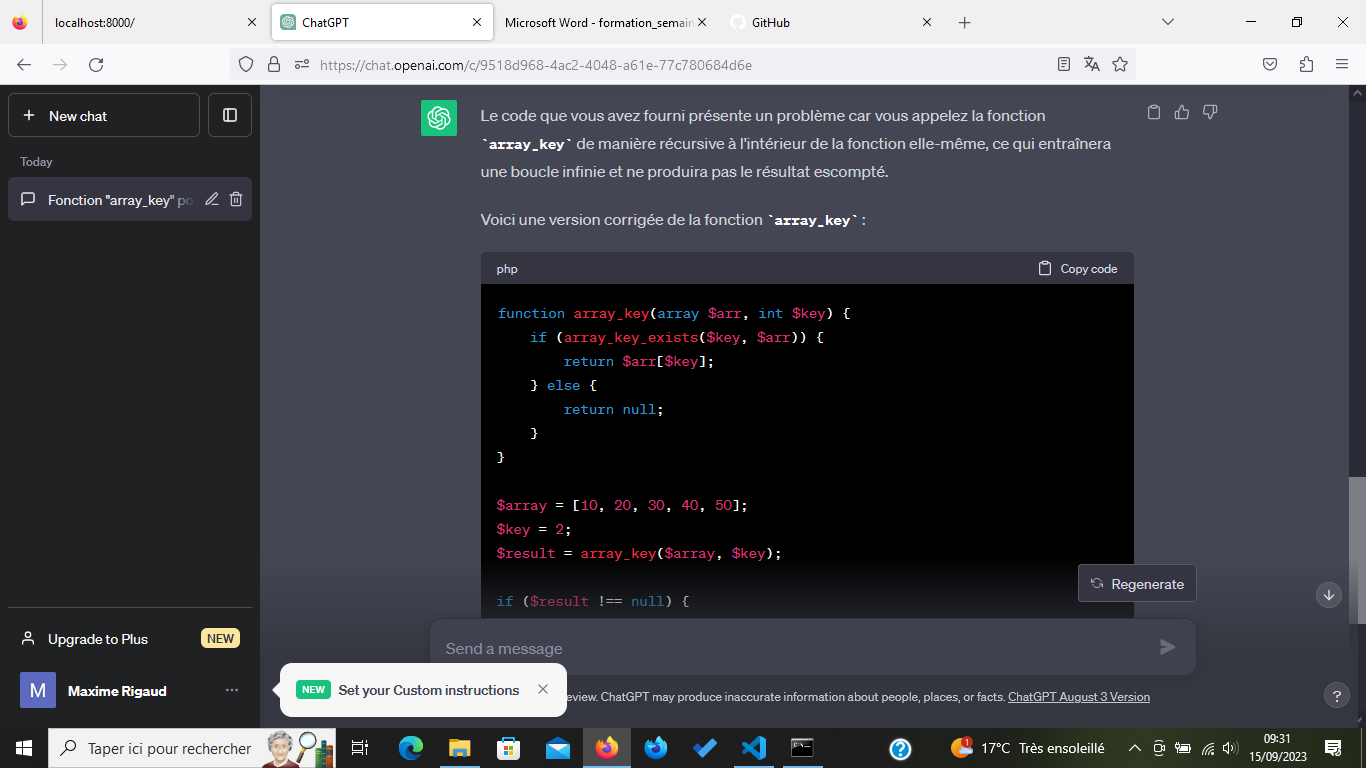 localhost:8000/
ChatGPT
Microsoft Word - formation_semain
GitHub
https://chat.openai.com/c/9518d968-4ac2-4048-a61e-77c780684d6e
New chat
Today
Fonction "array_key" po
Le code que vous avez fourni présente un problème car vous appelez la fonction
`array_key` de manière récursive à l'intérieur de la fonction elle-même, ce qui entraînera
une boucle infinie et ne produira pas le résultat escompté.
Voici une version corrigée de la fonction `array_key` :
php
Copy code
function array_key(array $arr, int $key) {
    if (array_key_exists($key, $arr)) {
        return $arr[$key];
    } else {
        return null;
    }
}
$array = [10, 20, 30, 40, 50];
$key = 2;
$result = array_key($array, $key);
if ($result !== null) {
Regenerate
Send a message
Upgrade to Plus
NEW
M
Maxime Rigaud
NEW Set your Custom instructions
eview. ChatGPT may produce inaccurate information about people, places, or facts. ChatGPT August 3 Version
?
Taper ici pour rechercher
1
17°C Très ensoleillé
09:31
15/09/2023